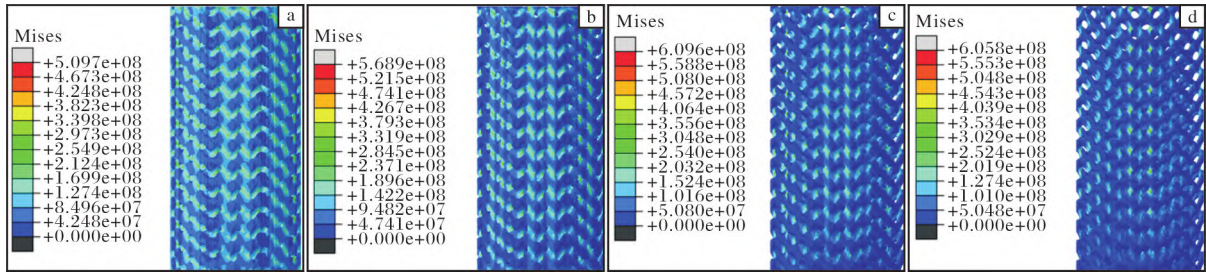 a
Mises
+5.097e+08
+4.673e+08
+4.248e+08
+3.823e+08
+3.398e+08
+2.973e+08
+2.549e+08
+2.124e+08
+1.699e+08
+1.274e+08
+8.496e+07
+4.248e+07
+0.000e+00
b
Mises
+5.689e+08
+5.215e+08
+4.741e+08
+4.267e+08
+3.793e+08
+3.319e+08
+2.845e+08
+2.371e+08
+1.896e+08
+1.422e+08
+9.482e+07
+4.741e+07
+0.000e+00
c
Mises
+6.096e+08
+5.588e+08
+5.080e+08
+4.572e+08
+4.064e+08
+3.556e+08
+3.048e+08
+2.540e+08
+2.032e+08
+1.524e+08
+1.016e+08
+5.080e+07
+0.000e+00
d
Mises
+6.058e+08
+5.553e+08
+5.048e+08
+4.543e+08
+4.039e+08
+3.534e+08
+3.029e+08
+2.524e+08
+2.019e+08
+1.274e+08
+1.010e+08
+5.048e+07
+0.000e+00